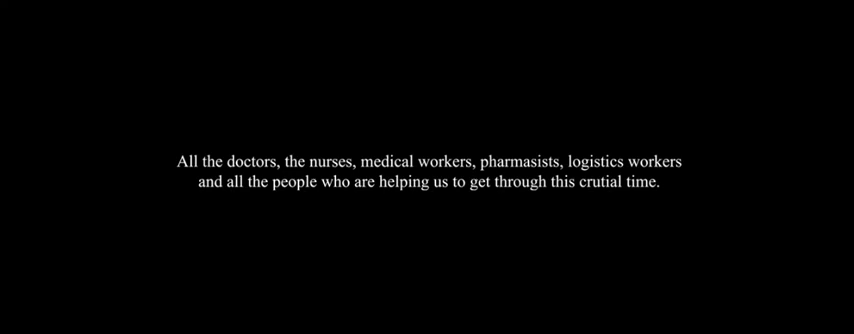 All the doctors, the nurses, medical workers, pharmasists, logistics workers
and all the people who are helping us to get through this crutial time.